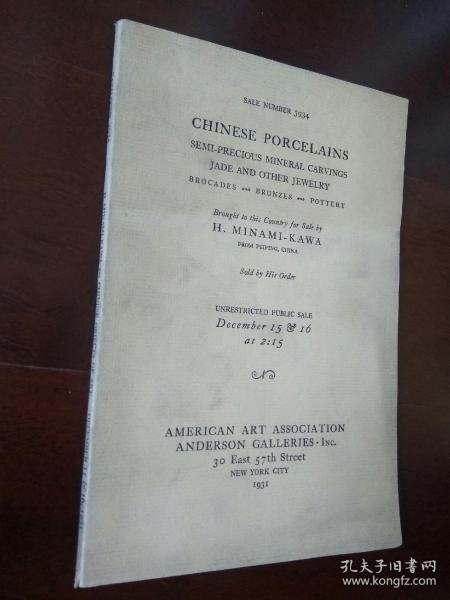 SALE NUMBER 3934
CHINESE PORCELAINS
SEMI-PRECIOUS MINERAL CARVINGS
JADE AND OTHER JEWELRY
BROCADES AND BRONZES AND POTTERY
Brought to this Country for Sale by
H. MINAMI-KAWA
FROM PEIPING, CHINA
Sold by His Order
UNRESTRICTED PUBLIC SALE
December 15 & 16
at 2:15
AMERICAN ART ASSOCIATION
ANDERSON GALLERIES · INC.
30 East 57th Street
NEW YORK CITY
1931
孔夫子旧书网
www.kongfz.com